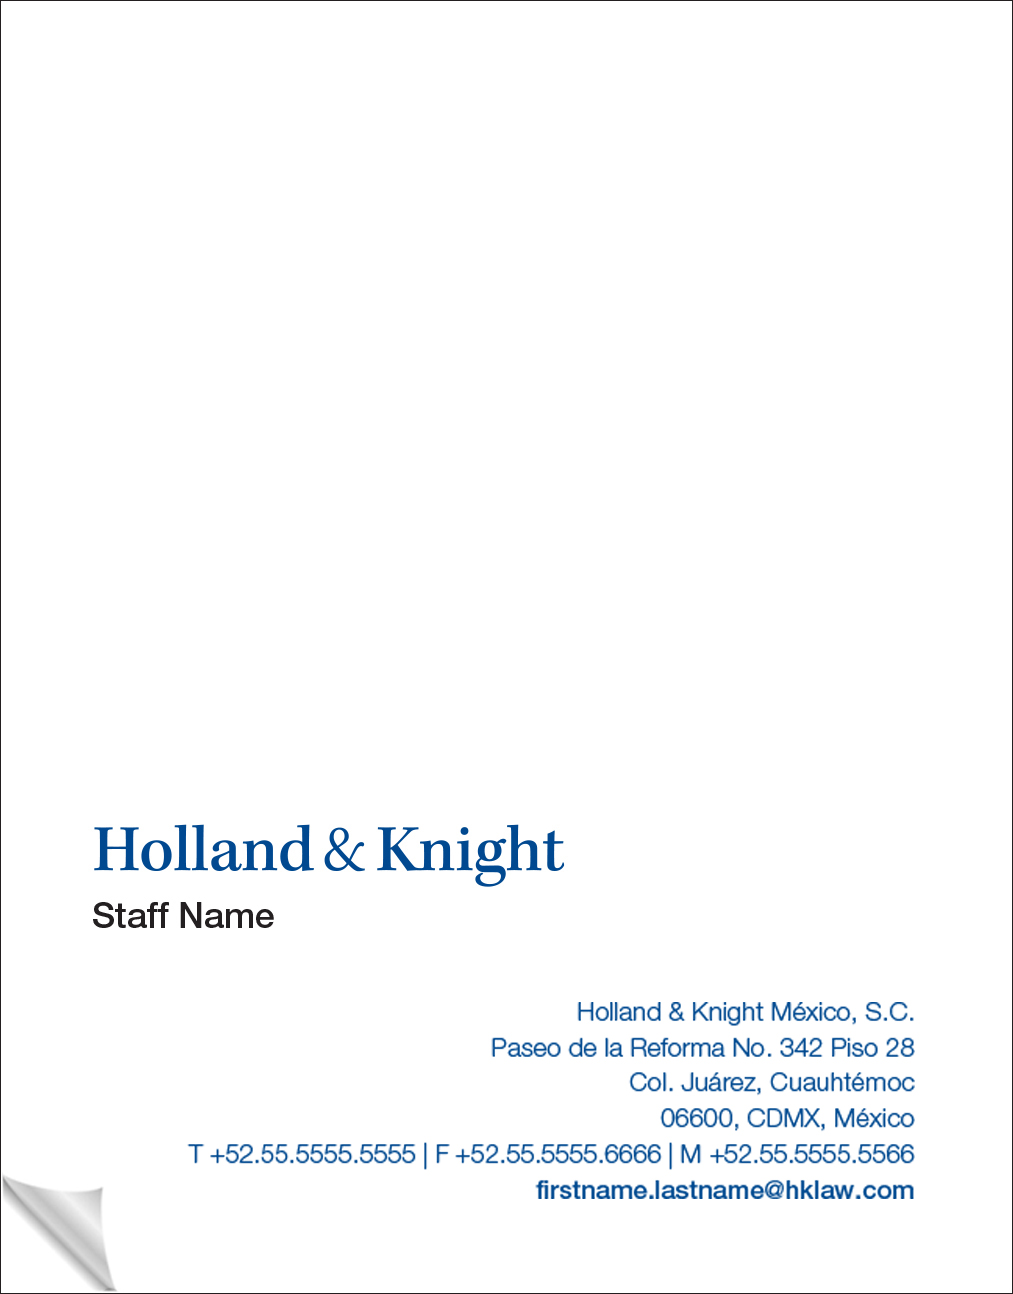 Holland & Knight
Staff Name
Holland & Knight México, S.C.
Paseo de la Reforma No. 342 Piso 28
Col. Juárez, Cuauhtémoc
06600, CDMX, México
T +52.55.5555.5555 | F +52.55.5555.6666 | M +52.55.5555.5566
firstname.lastname@hklaw.com